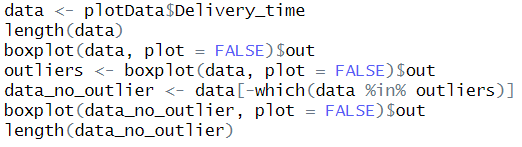 data <- plotData$Delivery_time
length(data)
boxplot(data, plot = FALSE)$out
outliers <- boxplot(data, plot = FALSE)$out
data_no_outlier <- data[-which(data %in% outliers)]
boxplot(data_no_outlier, plot = FALSE)$out
length(data_no_outlier)